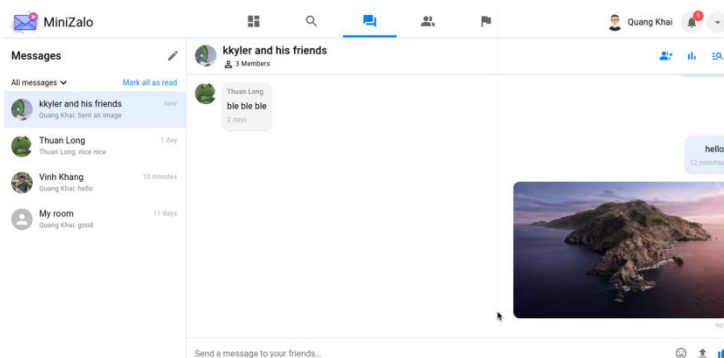 MiniZalo
Quang Khai
Messages
All messages
Mark all as read
kkyler and his friends
now
Quang Khai: Sent an image
Thuan Long
1 day
Thuan Long: nice nice
Vinh Khang
10 minutes
Quang Khai: hello
My room
11 days
Quang Khai: good
kkyler and his friends
3 Members
Thuan Long
ble ble ble
2 days
hello
12 minutes
Send a message to your friends...